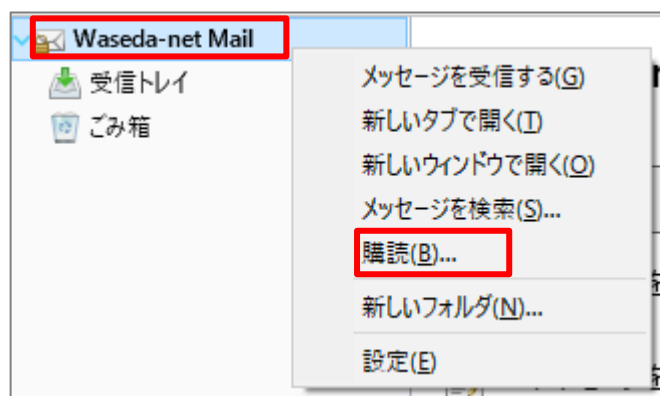 Waseda-net Mail
受信トレイ
ごみ箱
メッセージを受信する(G)
新しいタブで開く(T)
新しいウィンドウで開く(O)
メッセージを検索(S)...
購読(B)...
新しいフォルダ(N)...
設定(E)